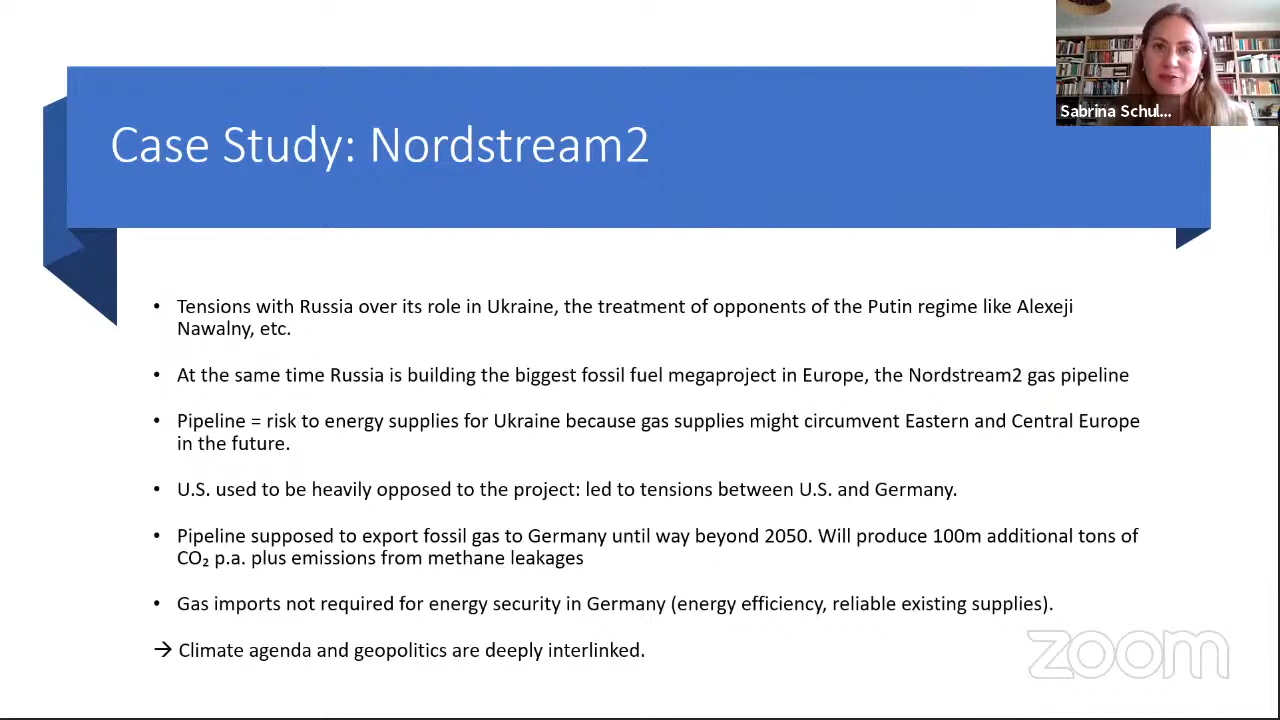 Sabrina Schul...
Case Study: Nordstream2
• Tensions with Russia over its role in Ukraine, the treatment of opponents of the Putin regime like Alexeji
Nawalny, etc.
• At the same time Russia is building the biggest fossil fuel megaproject in Europe, the Nordstream2 gas pipeline
• Pipeline = risk to energy supplies for Ukraine because gas supplies might circumvent Eastern and Central Europe
in the future.
• U.S. used to be heavily opposed to the project: led to tensions between U.S. and Germany.
• Pipeline supposed to export fossil gas to Germany until way beyond 2050. Will produce 100m additional tons of
CO₂ p.a. plus emissions from methane leakages
• Gas imports not required for energy security in Germany (energy efficiency, reliable existing supplies).
→ Climate agenda and geopolitics are deeply interlinked.
zoom